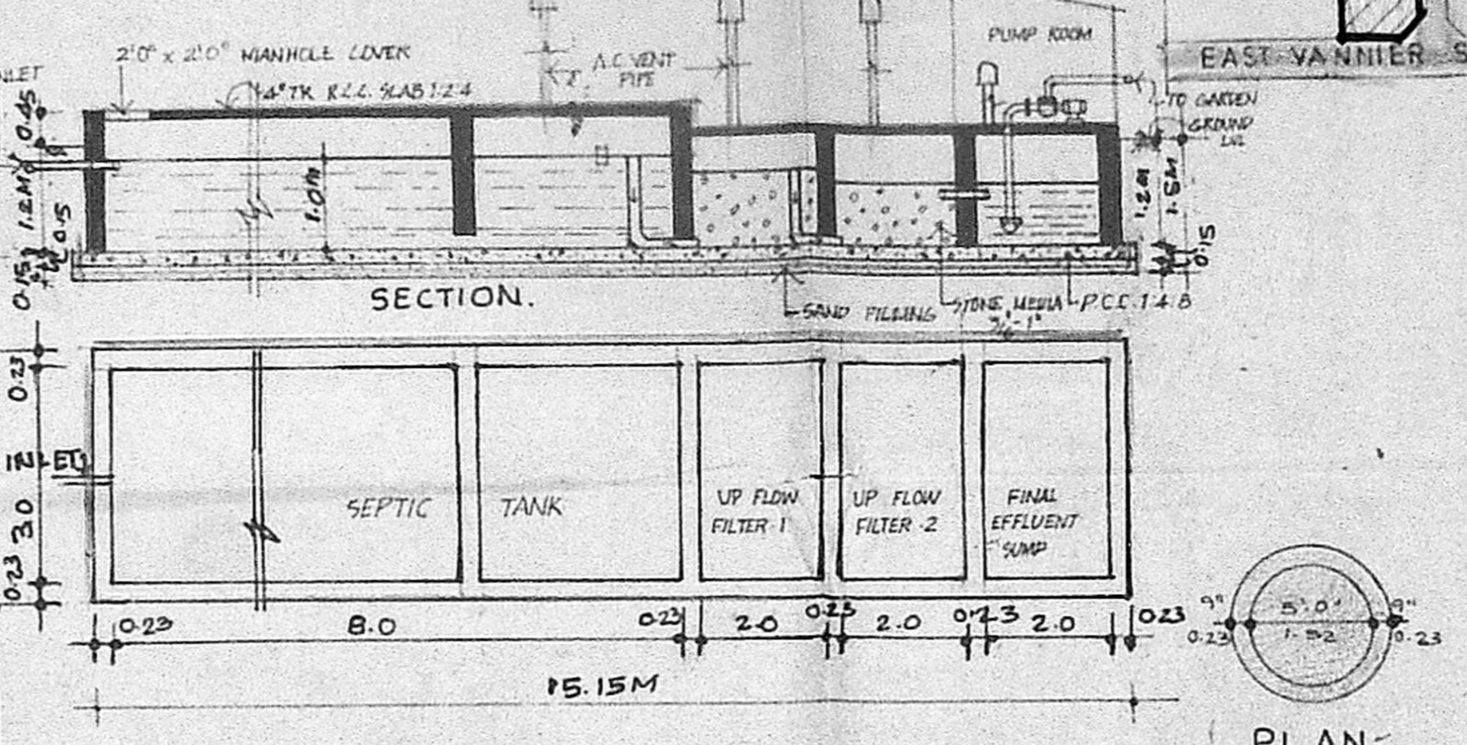 2'0" x 2'0" MANHOLE COVER
4" TK R.C.C. SLAB 1:2:4
A.C VENT
PIPE
PUMP ROOM
EAST VANNIER S
TO GARDEN
GROUND
LVL
NLET
0.45
1.2M
0.15
0.15
1.0M
1.2M
1.5M
0.15
SECTION.
SAND FILLING
STONE MEDIA
P.C.C. 1:4:8
0.23
3.0
0.23
SEPTIC TANK
UP FLOW
FILTER-1
UP FLOW
FILTER-2
FINAL
EFFLUENT
SUMP
0.23 8.0 0.23 2.0 0.23 2.0 0.23 2.0 0.23
15.15M
9" 5'.0" 9"
0.23 1.52 0.23
PLAN